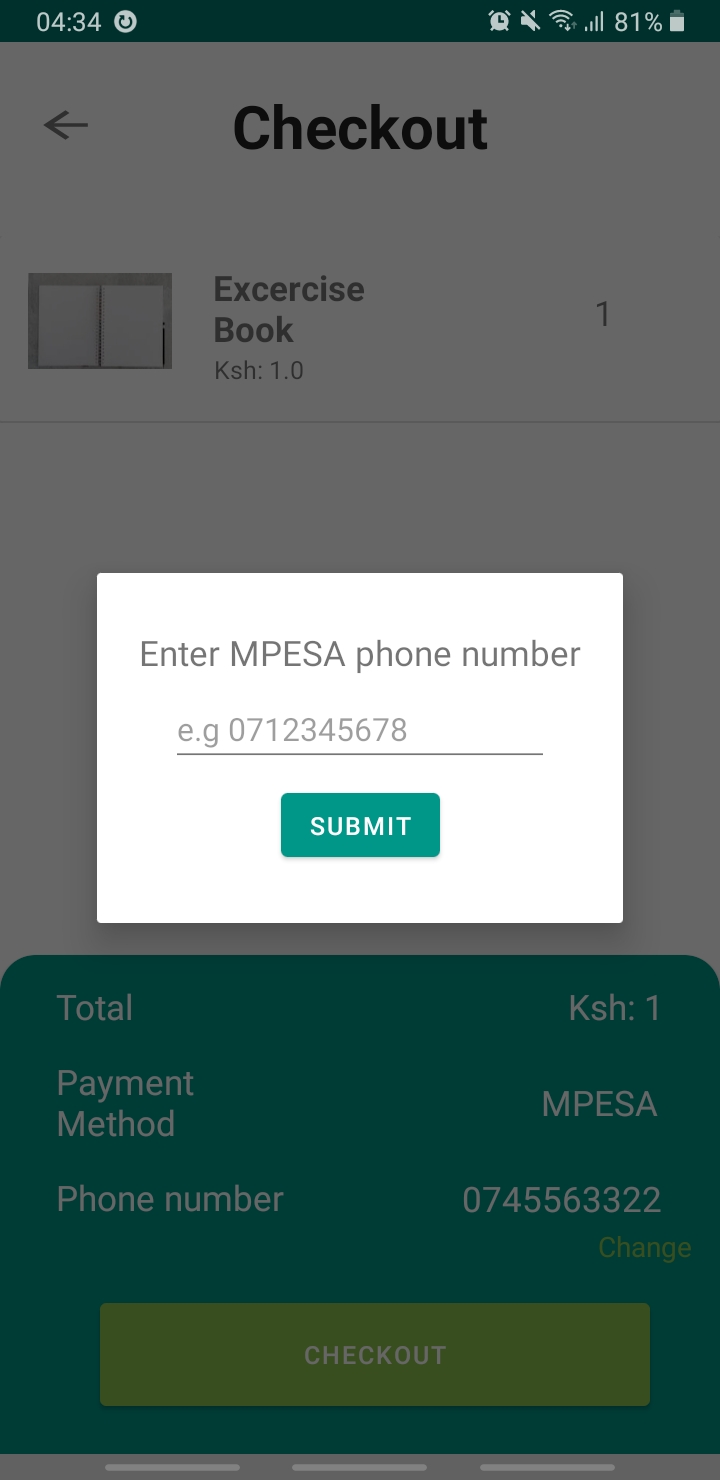 04:34
81%
Checkout
Excercise
Book
1
Ksh: 1.0
Enter MPESA phone number
e.g 0712345678
SUBMIT
Total
Ksh: 1
Payment
Method
MPESA
Phone number
0745563322
Change
CHECKOUT